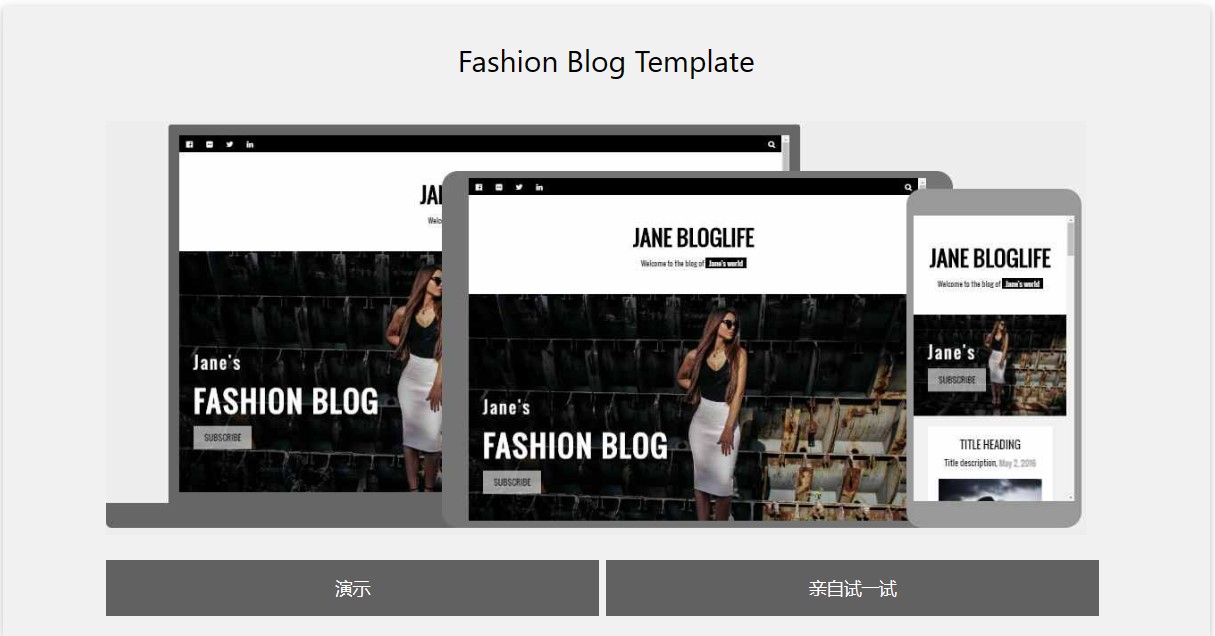 Fashion Blog Template
JA
Welc
Jane's
FASHION BLOG
SUBSCRIBE
JANE BLOGLIFE
Welcome to the blog of Jane's world
Jane's
FASHION BLOG
SUBSCRIBE
JANE BLOGLIFE
Welcome to the blog of Jane's world
Jane's
SUBSCRIBE
TITLE HEADING
Title description, May 2, 2016
演示
亲自试一试